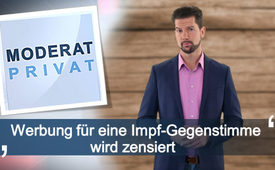 MODERAT
PRIVAT
‚ Werbung für eine Impf-Gegenstimme
wird zensiert ‘